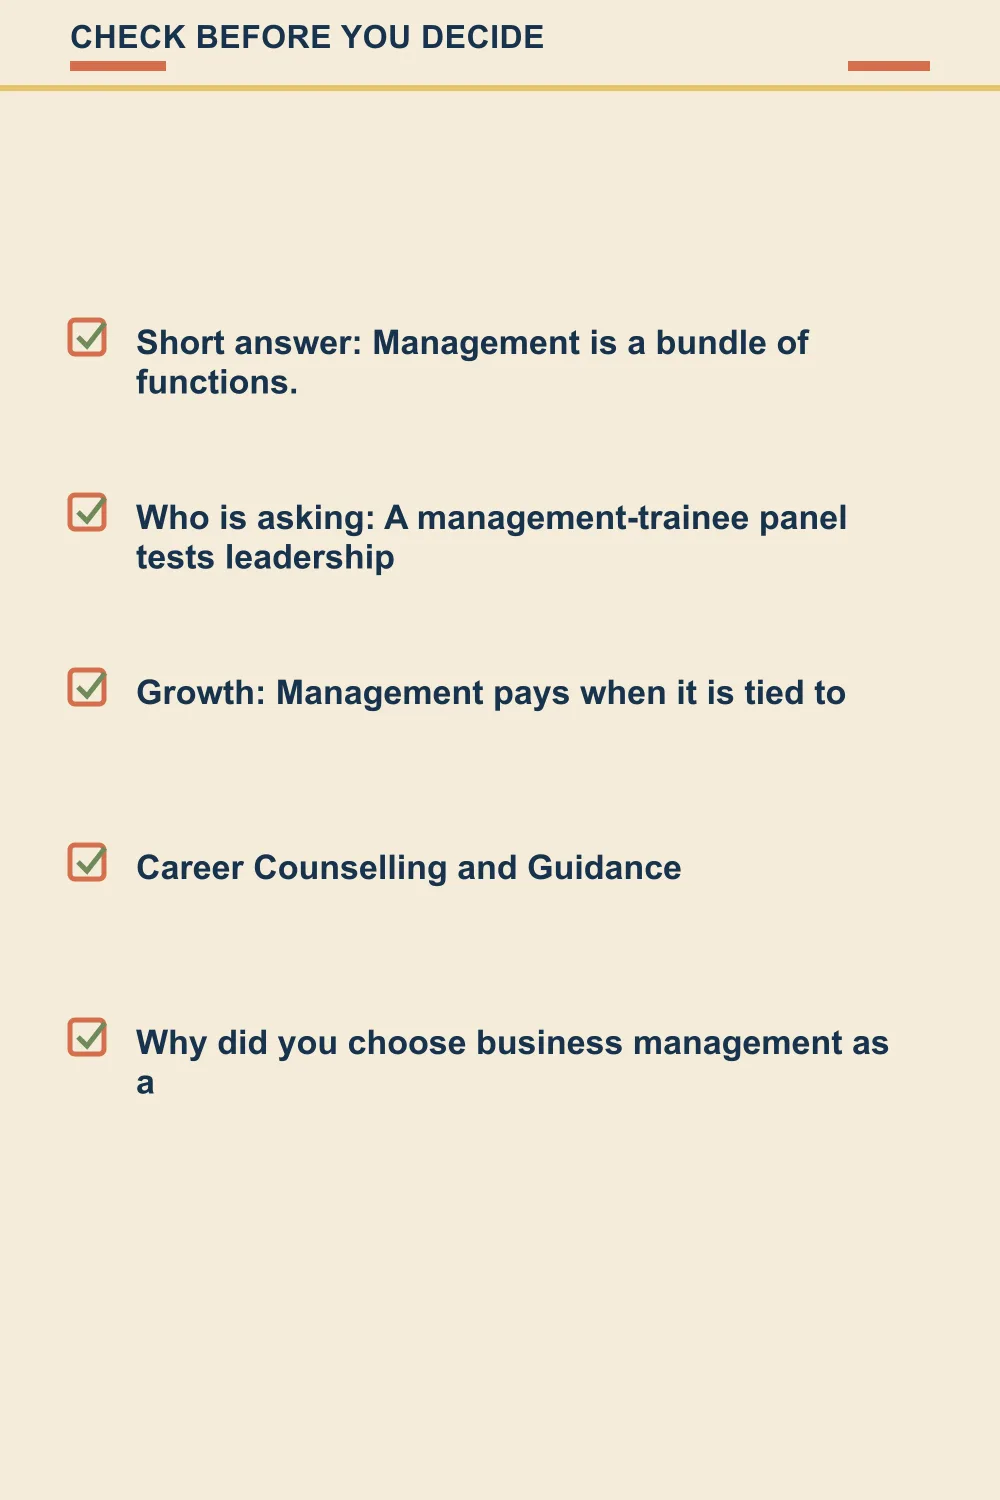 CHECK BEFORE YOU DECIDE
Short answer: Management is a bundle of
functions.
Who is asking: A management-trainee panel
tests leadership
Growth: Management pays when it is tied to
Career Counselling and Guidance
Why did you choose business management as
a